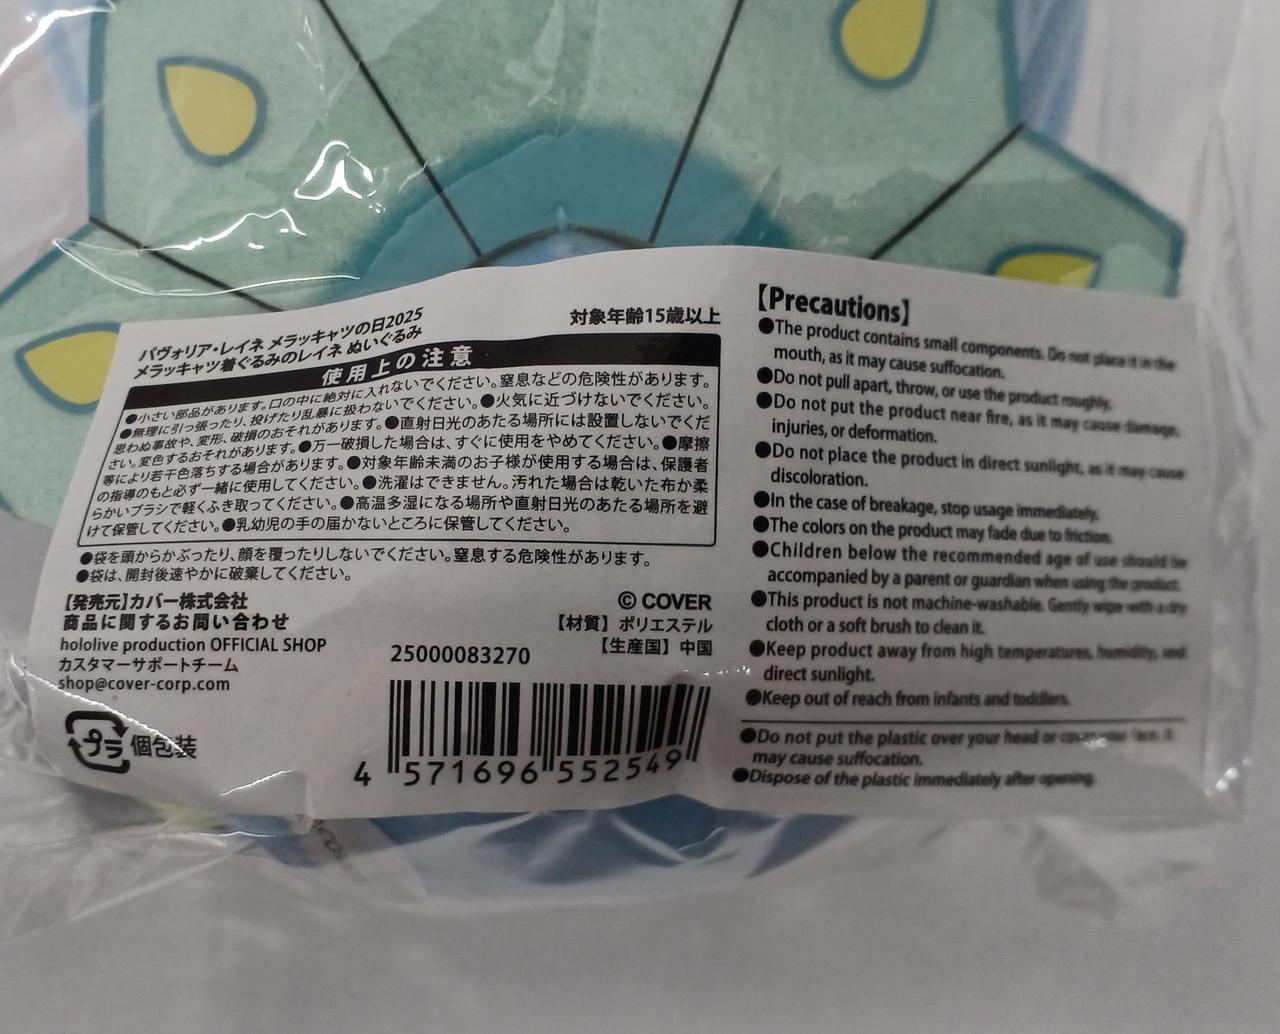 パヴォリア・レイネ メラッキャツの日2025
メラッキャツ着ぐるみのレイネ ぬいぐるみ
対象年齢15歳以上
使用上の注意
●小さい部品があります。口の中に絶対に入れないでください。窒息などの危険性があります。
●無理に引っ張ったり、投げたり乱暴に扱わないでください。●火気に近づけないでください。
思わぬ事故や、変形、破損のおそれがあります。●直射日光のあたる場所には設置しないでくだ
さい。変色するおそれがあります。●万一破損した場合は、すぐに使用をやめてください。●摩擦
等により若干色落ちする場合があります。●対象年齢未満のお子様が使用する場合は、保護者
の指導のもと必ず一緒に使用してください。●洗濯はできません。汚れた場合は乾いた布か柔
らかいブラシで軽くふき取ってください。●高温多湿になる場所や直射日光のあたる場所を避
けて保管してください。●乳幼児の手の届かないところに保管してください。
●袋を頭からかぶったり、顔を覆ったりしないでください。窒息する危険性があります。
●袋は、開封後速やかに破棄してください。
【発売元】カバー株式会社
商品に関するお問い合わせ
hololive production OFFICIAL SHOP
カスタマーサポートチーム
shop@cover-corp.com
プラ 個包装
© COVER
【材質】ポリエステル
【生産国】中国
25000083270
4 571696 552549
【Precautions】
●The product contains small components. Do not place it in the
mouth, as it may cause suffocation.
●Do not pull apart, throw, or use the product roughly.
●Do not put the product near fire, as it may cause damage,
injuries, or deformation.
●Do not place the product in direct sunlight, as it may cause
discoloration.
●In the case of breakage, stop usage immediately.
●The colors on the product may fade due to friction.
●Children below the recommended age of use should be
accompanied by a parent or guardian when using the product.
●This product is not machine-washable. Gently wipe with a dry
cloth or a soft brush to clean it.
●Keep product away from high temperatures, humidity, and
direct sunlight.
●Keep out of reach from infants and toddlers.
●Do not put the plastic over your head or cover your face. It
may cause suffocation.
●Dispose of the plastic immediately after opening.